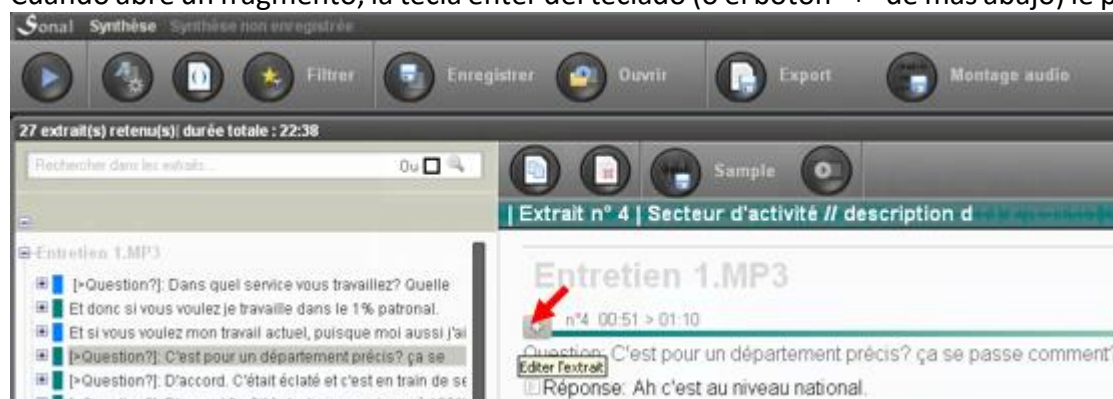 Cuando abre un fragmento, la tecla enter del teclado (o el botón "+" de más abajo) le p
Sonal Synthèse Synthèse non enregistrée
Filtrer Enregistrer Ouvrir Export Montage audio
27 extrait(s) retenu(s)| durée totale : 22:38
Rechercher dans les extraits... Ou
Sample
| Extrait n° 4 | Secteur d'activité // description d
Entretien 1.MP3
[>Question?]: Dans quel service vous travaillez? Quelle
Et donc si vous voulez je travaille dans le 1% patronal.
Et si vous voulez mon travail actuel, puisque moi aussi j'ai
[>Question?]: C'est pour un département précis? ça se
[>Question?]: D'accord. C'était éclaté et c'est en train de se
Entretien 1.MP3
n°4 00:51 > 01:10
Question: C'est pour un département précis? ça se passe comment?
Editer l'extrait
Réponse: Ah c'est au niveau national.